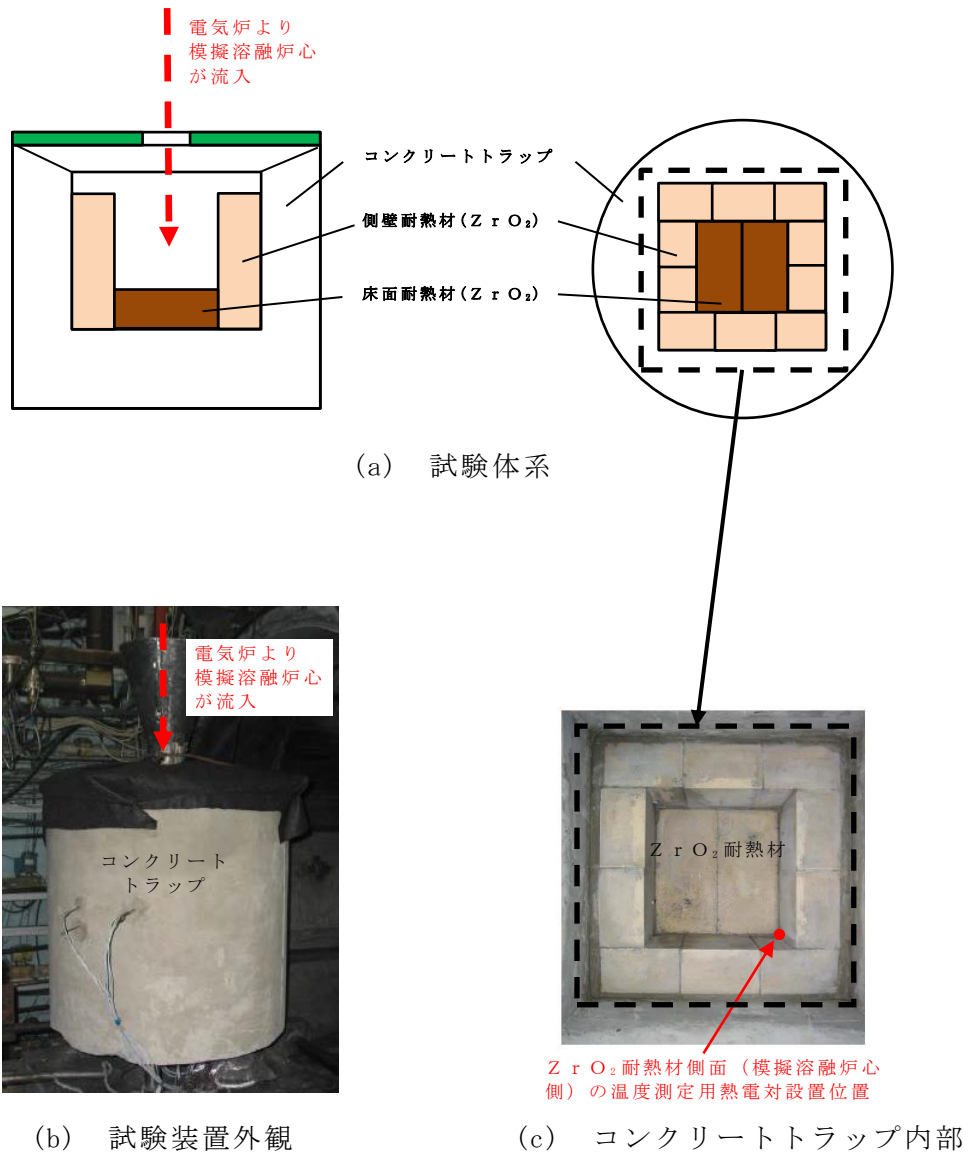 電気炉より
模擬溶融炉心
が流入
コンクリートトラップ
側壁耐熱材(ZrO₂)
床面耐熱材(ZrO₂)
(a) 試験体系
電気炉より
模擬溶融炉心
が流入
コンクリート
トラップ
ZrO₂耐熱材
ZrO₂耐熱材側面（模擬溶融炉心
側）の温度測定用熱電対設置位置
(b) 試験装置外観
(c) コンクリートトラップ内部